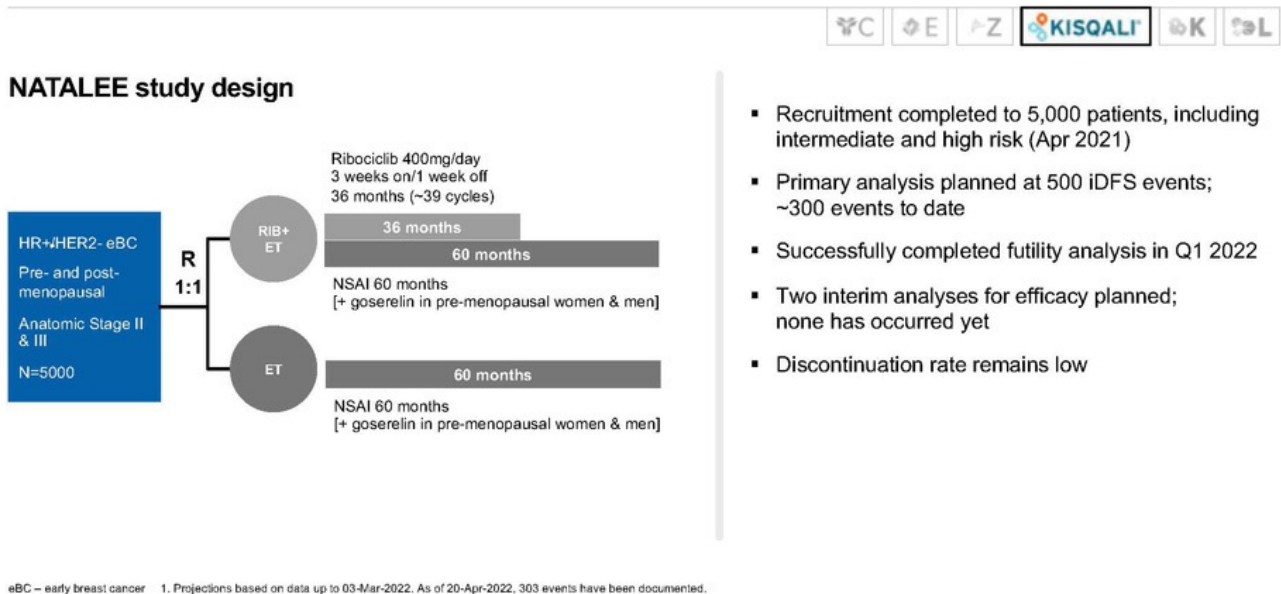 C E Z KISQALI K L
NATALEE study design
Ribociclib 400mg/day
3 weeks on/1 week off
36 months (~39 cycles)
HR+/HER2- eBC
Pre- and post-
menopausal
Anatomic Stage II
& III
N=5000
R
1:1
RIB+
ET
36 months
60 months
NSAI 60 months
[+ goserelin in pre-menopausal women & men]
ET
60 months
NSAI 60 months
[+ goserelin in pre-menopausal women & men]
▪ Recruitment completed to 5,000 patients, including
intermediate and high risk (Apr 2021)
▪ Primary analysis planned at 500 iDFS events;
~300 events to date
▪ Successfully completed futility analysis in Q1 2022
▪ Two interim analyses for efficacy planned;
none has occurred yet
▪ Discontinuation rate remains low
eBC – early breast cancer 1. Projections based on data up to 03-Mar-2022. As of 20-Apr-2022, 303 events have been documented.